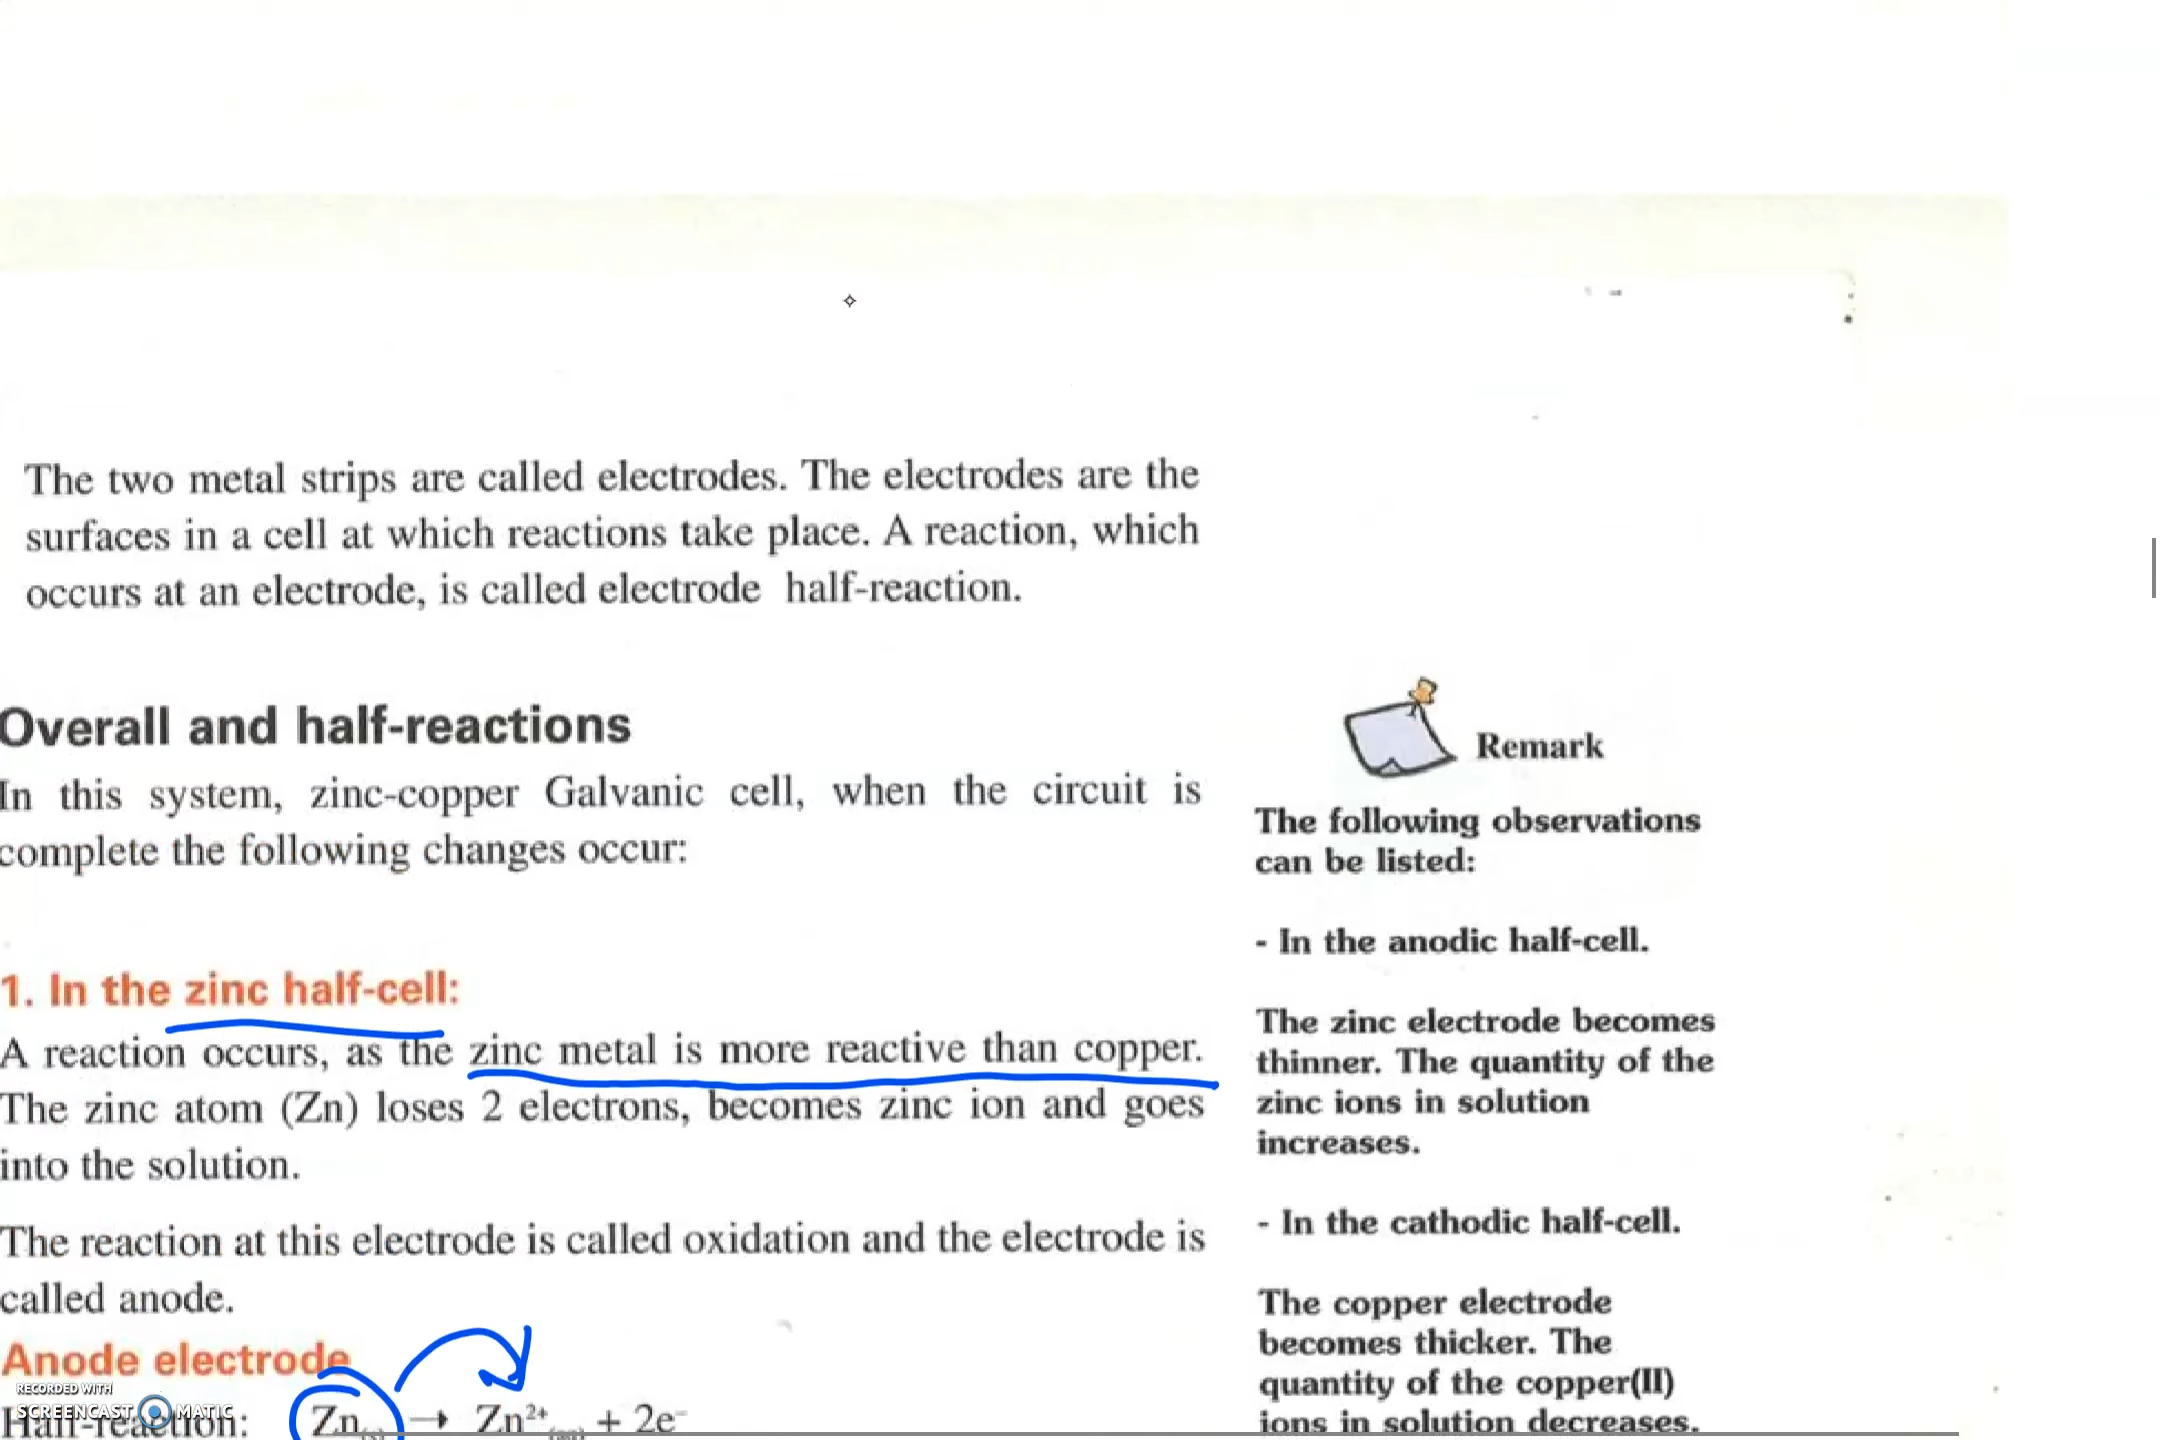 The two metal strips are called electrodes. The electrodes are the
surfaces in a cell at which reactions take place. A reaction, which
occurs at an electrode, is called electrode half-reaction.
Overall and half-reactions
In this system, zinc-copper Galvanic cell, when the circuit is
complete the following changes occur:
1. In the zinc half-cell:
A reaction occurs, as the zinc metal is more reactive than copper.
The zinc atom (Zn) loses 2 electrons, becomes zinc ion and goes
into the solution.
The reaction at this electrode is called oxidation and the electrode is
called anode.
Anode electrode
Half-reaction: Zn(s) → Zn²⁺(aq) + 2e⁻
Remark
The following observations
can be listed:
- In the anodic half-cell.
The zinc electrode becomes
thinner. The quantity of the
zinc ions in solution
increases.
- In the cathodic half-cell.
The copper electrode
becomes thicker. The
quantity of the copper(II)
ions in solution decreases.
RECORDED WITH
SCREENCAST MATIC